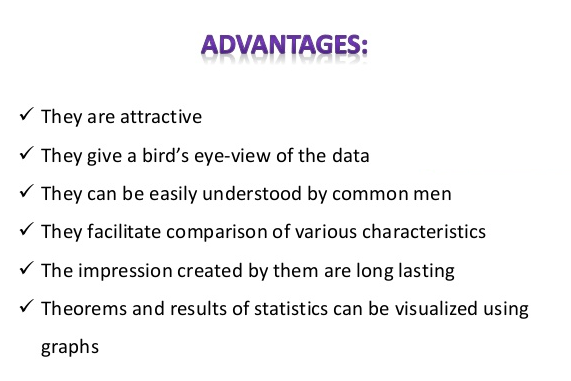 ADVANTAGES:
✓ They are attractive
✓ They give a bird’s eye-view of the data
✓ They can be easily understood by common men
✓ They facilitate comparison of various characteristics
✓ The impression created by them are long lasting
✓ Theorems and results of statistics can be visualized using
graphs